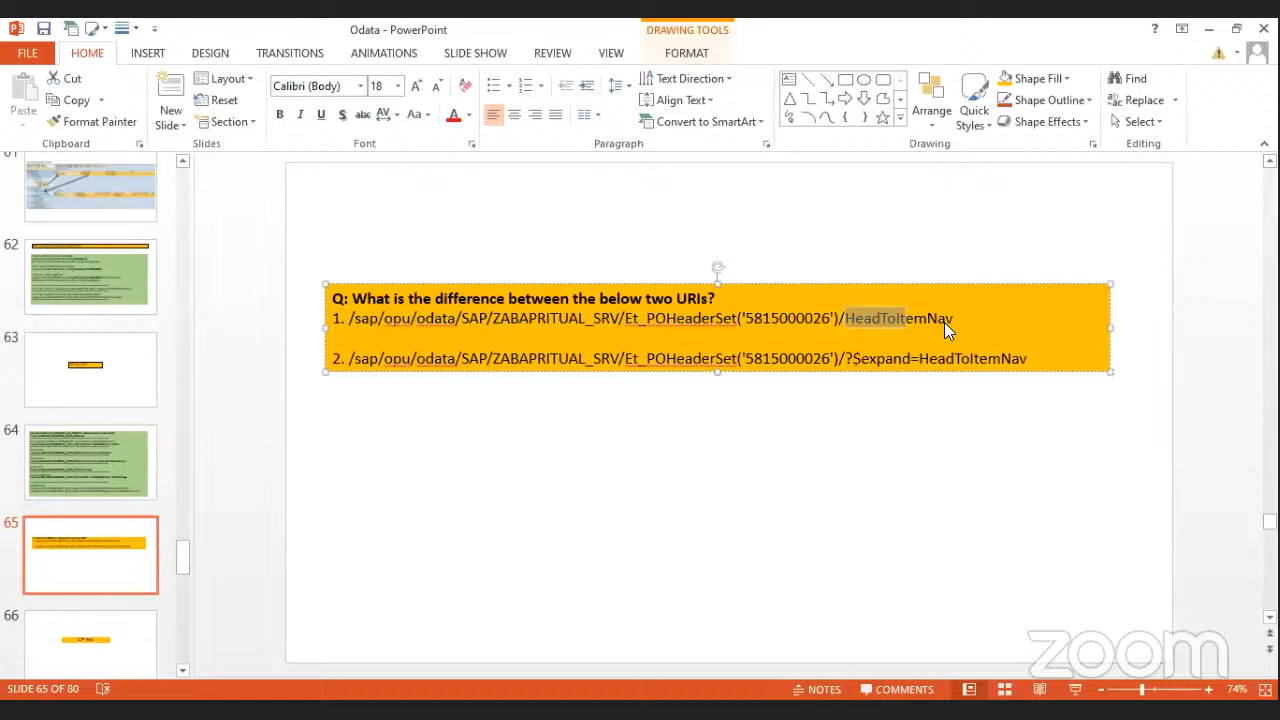 Odata - PowerPoint
DRAWING TOOLS
FILE
HOME
INSERT
DESIGN
TRANSITIONS
ANIMATIONS
SLIDE SHOW
REVIEW
VIEW
FORMAT
Paste
Cut
Copy
Format Painter
Clipboard
New Slide
Layout
Reset
Section
Slides
Calibri (Body)
18
Font
Text Direction
Align Text
Convert to SmartArt
Paragraph
Arrange
Quick Styles
Shape Fill
Shape Outline
Shape Effects
Drawing
Find
Replace
Select
Editing
61
62
63
64
65
66
Q: What is the difference between the below two URIs?
1. /sap/opu/odata/SAP/ZABAPRITUAL_SRV/Et_POHeaderSet('5815000026')/HeadToItemNav
2. /sap/opu/odata/SAP/ZABAPRITUAL_SRV/Et_POHeaderSet('5815000026')/?$expand=HeadToItemNav
zoom
SLIDE 65 OF 80
NOTES
COMMENTS
74%